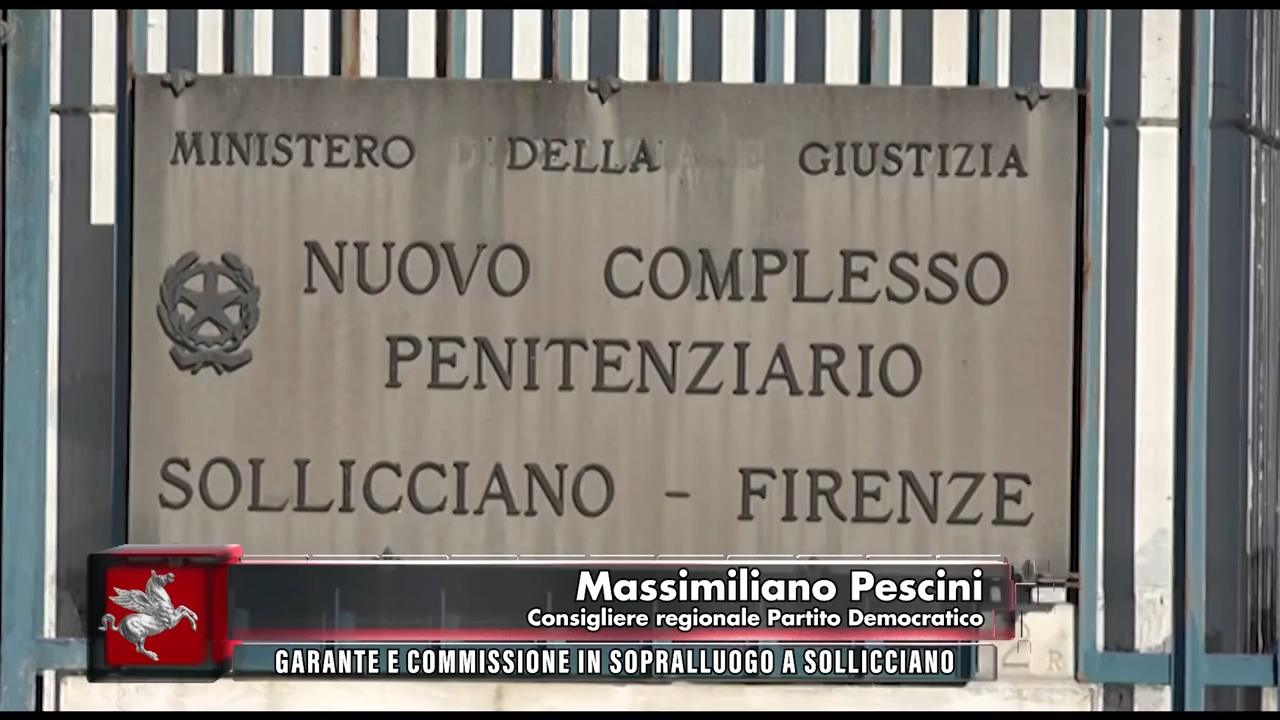 MINISTERO DELLA GIUSTIZIA
NUOVO COMPLESSO
PENITENZIARIO
SOLLICCIANO - FIRENZE
Massimiliano Pescini
Consigliere regionale Partito Democratico
GARANTE E COMMISSIONE IN SOPRALLUOGO A SOLLICCIANO